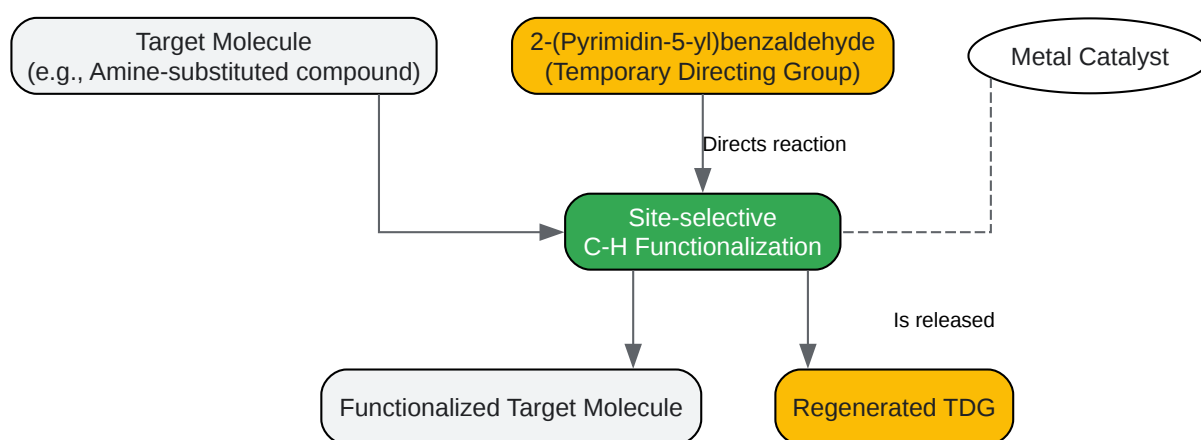 Target Molecule
(e.g., Amine-substituted compound)
2-(Pyrimidin-5-yl)benzaldehyde
(Temporary Directing Group)
Metal Catalyst
Directs reaction
Site-selective
C-H Functionalization
Is released
Functionalized Target Molecule
Regenerated TDG